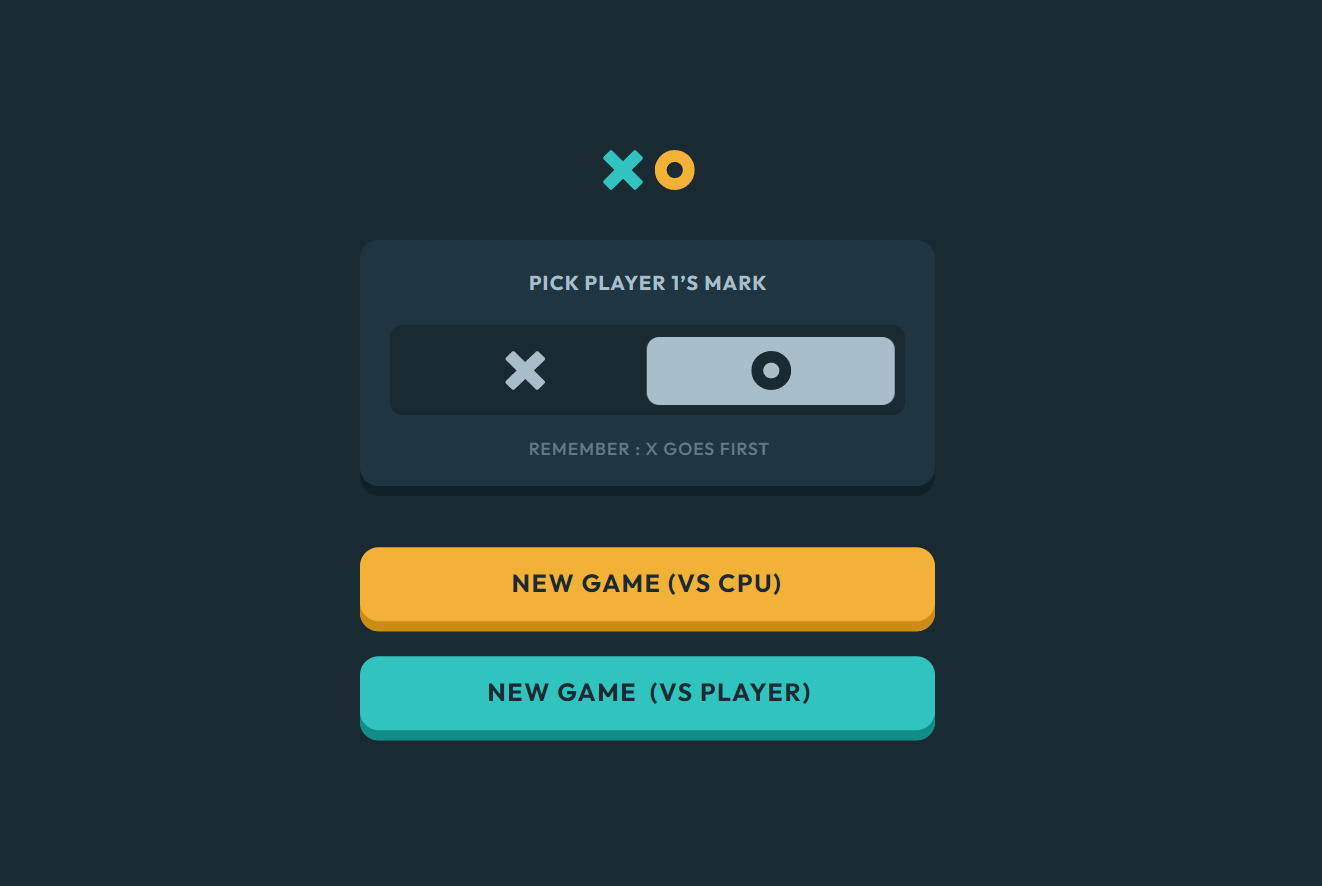 PICK PLAYER 1’S MARK
REMEMBER : X GOES FIRST
NEW GAME (VS CPU)
NEW GAME (VS PLAYER)